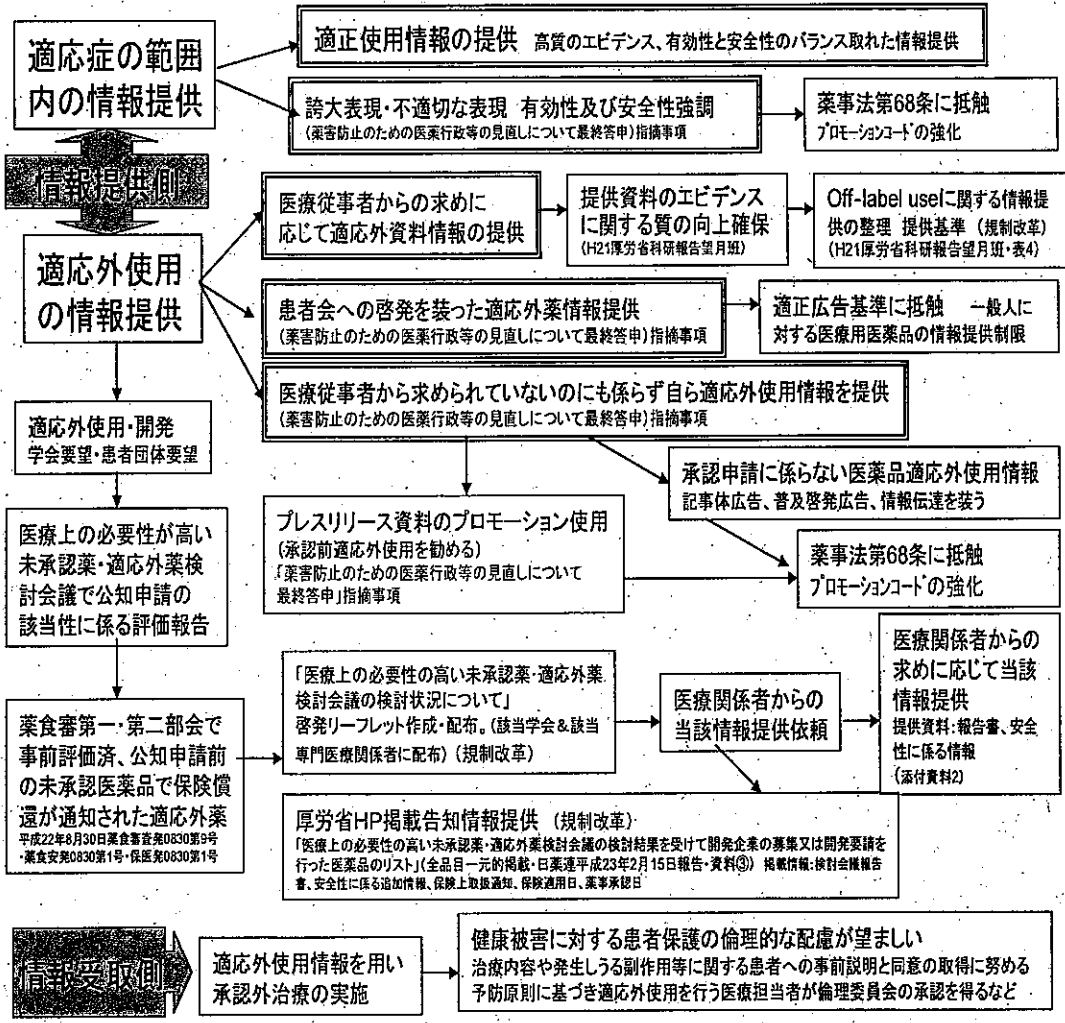 適応症の範囲
内の情報提供
適正使用情報の提供 高質のエビデンス、有効性と安全性のバランス取れた情報提供
誇大表現・不適切な表現 有効性及び安全性強調
(薬害防止のための医薬行政等の見直しについて最終答申)指摘事項
薬事法第68条に抵触
プロモーションコードの強化
情報提供側
適応外使用
の情報提供
医療従事者からの求めに
応じて適応外資料情報の提供
提供資料のエビデンス
に関する質の向上確保
(H21厚労省科研報告望月班)
Off-label useに関する情報提
供の整理 提供基準 (規制改革)
(H21厚労省科研報告望月班・表4)
患者会への啓発を装った適応外薬情報提供
(薬害防止のための医薬行政等の見直しについて最終答申)指摘事項
適正広告基準に抵触 一般人に
対する医療用医薬品の情報提供制限
医療従事者から求められていないのにも係らず自ら適応外使用情報を提供
(薬害防止のための医薬行政等の見直しについて最終答申)指摘事項
適応外使用・開発
学会要望・患者団体要望
承認申請に係らない医薬品適応外使用情報
記事体広告、普及啓発広告、情報伝達を装う
プレスリリース資料のプロモーション使用
(承認前適応外使用を勧める)
「薬害防止のための医薬行政等の見直しについて
最終答申」指摘事項
薬事法第68条に抵触
プロモーションコードの強化
医療上の必要性が高い
未承認薬・適応外薬検
討会議で公知申請の
該当性に係る評価報告
薬食審第一・第二部会で
事前評価済、公知申請前
の未承認医薬品で保険償
還が通知された適応外薬
平成22年8月30日薬食審査発0830第9号
・薬食安発0830第1号・保医発0830第1号
「医療上の必要性の高い未承認薬・適応外薬
検討会議の検討状況について」
啓発リーフレット作成・配布。(該当学会&該当
専門医療関係者に配布) (規制改革)
医療関係者からの
当該情報提供依頼
医療関係者からの
求めに応じて当該
情報提供
提供資料:報告書、安全
性に係る情報
(添付資料2)
厚労省HP掲載告知情報提供 (規制改革)
「医療上の必要性の高い未承認薬・適応外薬検討会議の検討結果を受けて開発企業の募集又は開発要請を
行った医薬品のリスト」(全品目一元的掲載・日薬連平成23年2月15日報告・資料③) 掲載情報:検討会議報告
書、安全性に係る追加情報、保険上取扱通知、保険適用日、薬事承認日
情報受取側
適応外使用情報を用い
承認外治療の実施
健康被害に対する患者保護の倫理的な配慮が望ましい
治療内容や発生しうる副作用等に関する患者への事前説明と同意の取得に努める
予防原則に基づき適応外使用を行う医療担当者が倫理委員会の承認を得るなど